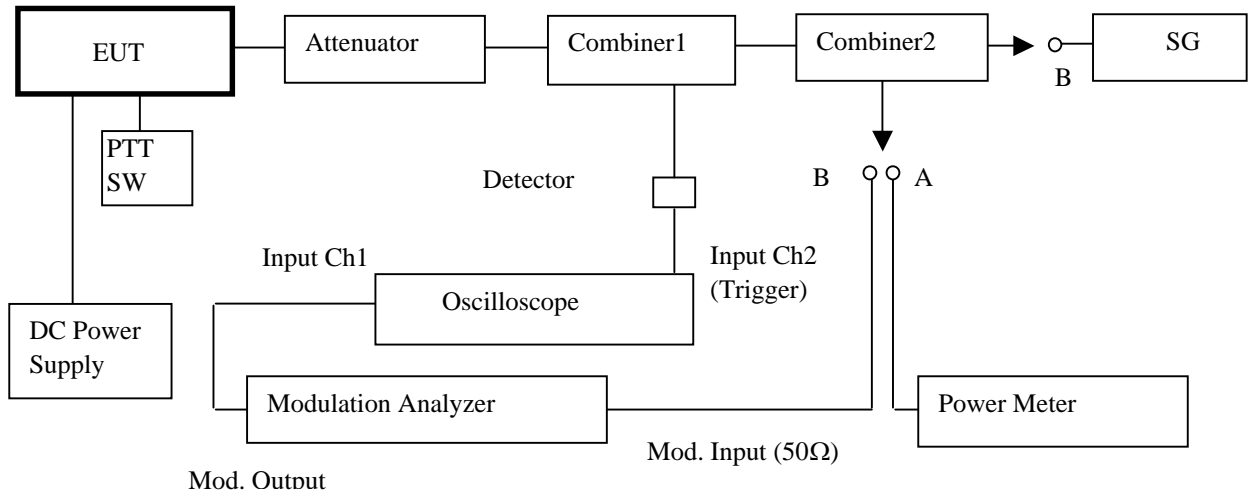 EUT
Attenuator
Combiner1
Combiner2
SG
B
PTT
SW
Detector
B
A
Input Ch1
Input Ch2
(Trigger)
Oscilloscope
DC Power
Supply
Modulation Analyzer
Power Meter
Mod. Input (50Ω)
Mod. Output